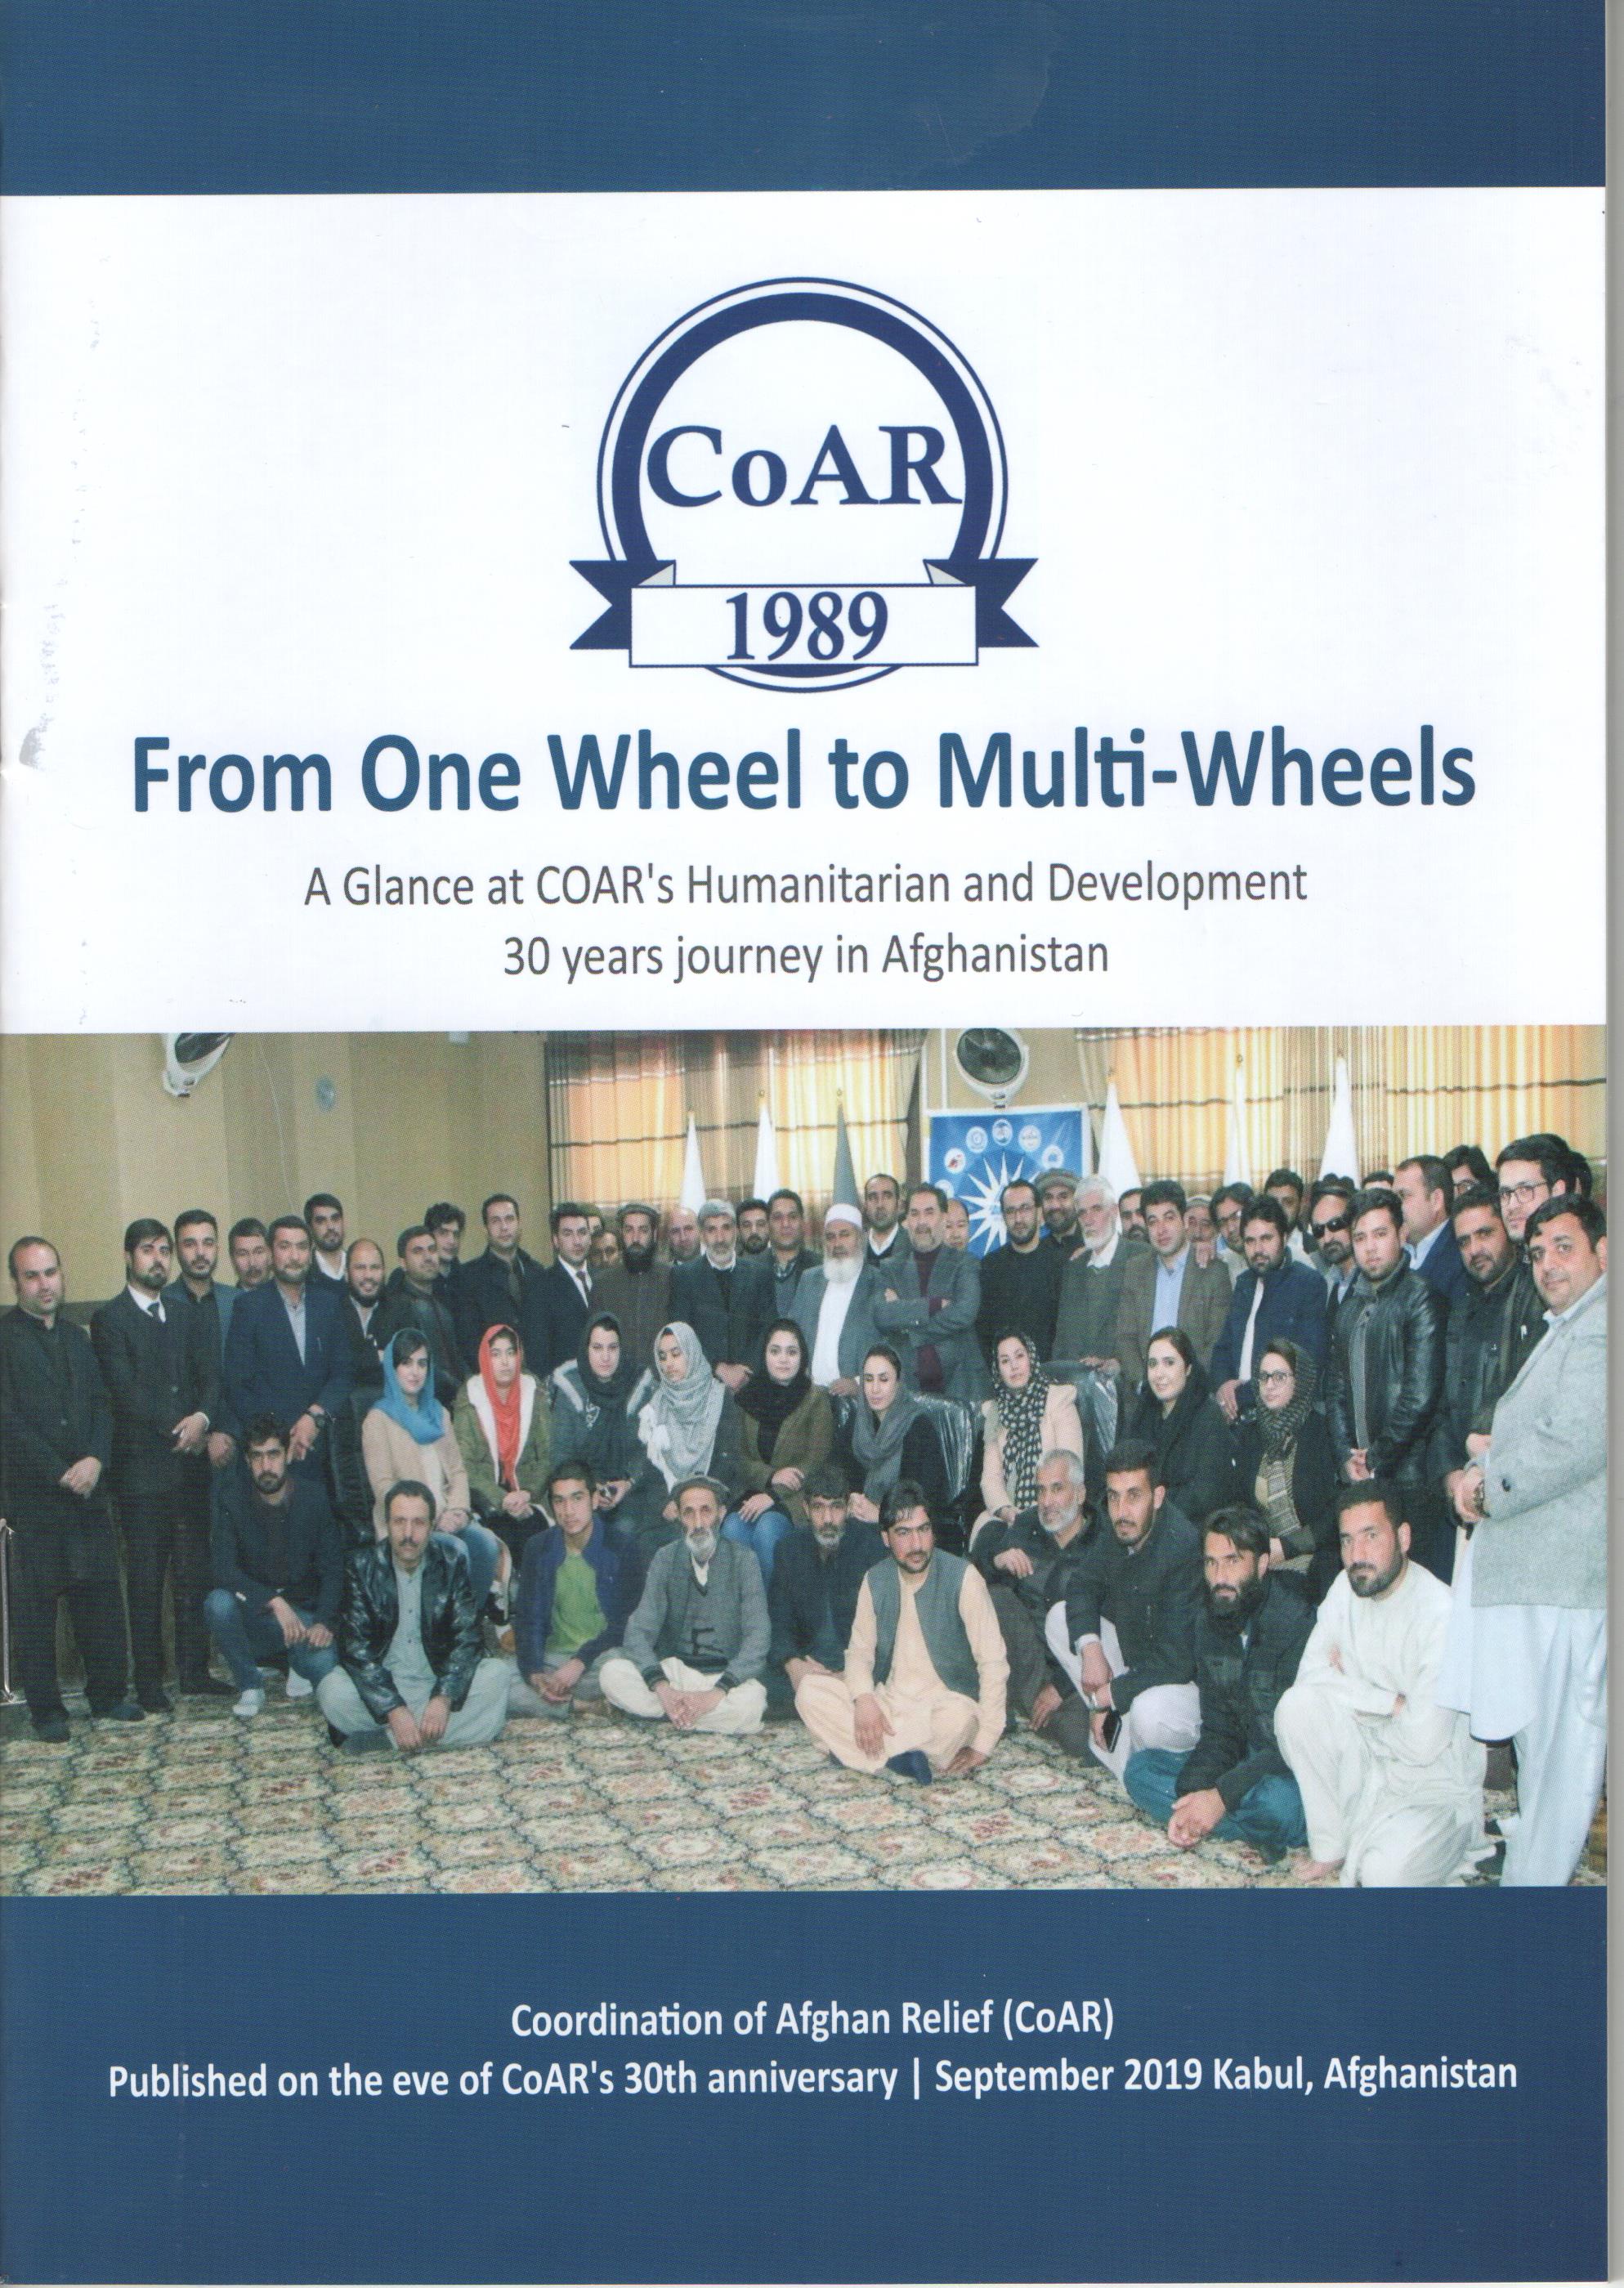 CoAR
1989
From One Wheel to Multi-Wheels
A Glance at COAR's Humanitarian and Development
30 years journey in Afghanistan
Coordination of Afghan Relief (CoAR)
Published on the eve of CoAR's 30th anniversary | September 2019 Kabul, Afghanistan